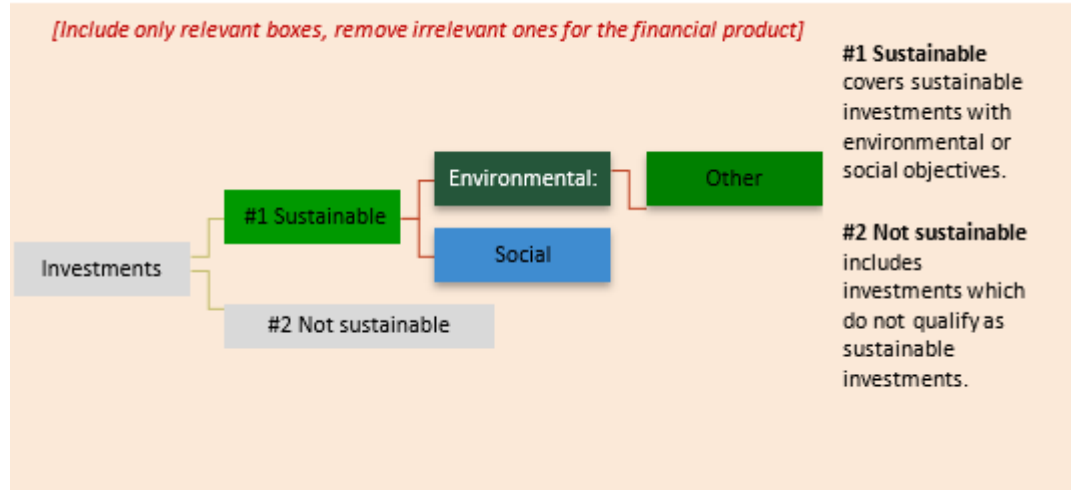 [Include only relevant boxes, remove irrelevant ones for the financial product]
Investments
#1 Sustainable
#2 Not sustainable
Environmental:
Social
Other
#1 Sustainable
covers sustainable
investments with
environmental or
social objectives.
#2 Not sustainable
includes
investments which
do not qualify as
sustainable
investments.